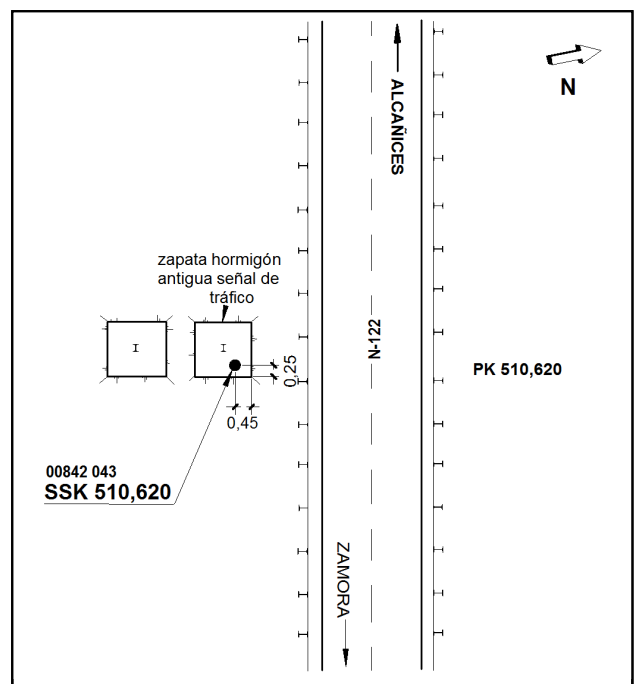 ALCAÑICES
N
zapata hormigón
antigua señal de
tráfico
I
I
N-122
0,25
PK 510,620
0,45
00842 043
SSK 510,620
ZAMORA